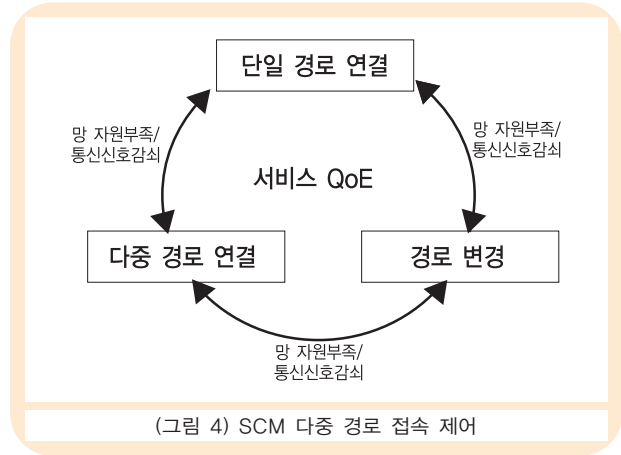 단일 경로 연결
망 자원부족/
통신신호감쇠
망 자원부족/
통신신호감쇠
서비스 QoE
다중 경로 연결
경로 변경
망 자원부족/
통신신호감쇠
(그림 4) SCM 다중 경로 접속 제어